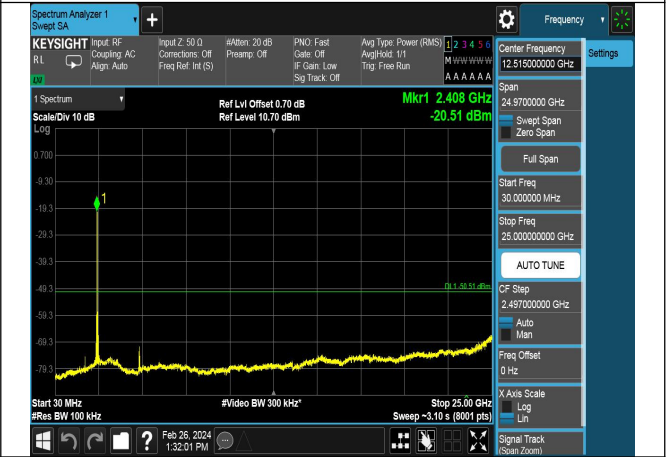 Spectrum Analyzer 1
Swept SA
+
Frequency
KEYSIGHT
RL
LXI
Input: RF
Coupling: AC
Align: Auto
Input Z: 50 Ω
Corrections: Off
Freq Ref: Int (S)
#Atten: 20 dB
Preamp: Off
PNO: Fast
Gate: Off
IF Gain: Low
Sig Track: Off
Avg Type: Power (RMS)
Avg|Hold: 1/1
Trig: Free Run
1 2 3 4 5 6
M W W W W W
A A A A A A
Center Frequency
12.515000000 GHz
Settings
Span
24.9700000 GHz
Swept Span
Zero Span
Full Span
Start Freq
30.000000 MHz
Stop Freq
25.000000000 GHz
AUTO TUNE
CF Step
2.497000000 GHz
Auto
Man
Freq Offset
0 Hz
X Axis Scale
Log
Lin
Signal Track
(Span Zoom)
1 Spectrum
Scale/Div 10 dB
Log
Ref Lvl Offset 0.70 dB
Ref Level 10.70 dBm
Mkr1 2.408 GHz
-20.51 dBm
0.700
-9.30
-19.3
-29.3
-39.3
-49.3
-59.3
-69.3
-79.3
1
DL1 -50.51 dBm
Start 30 MHz
#Res BW 100 kHz
#Video BW 300 kHz*
Stop 25.00 GHz
Sweep ~3.10 s (8001 pts)
?
Feb 26, 2024
1:32:01 PM